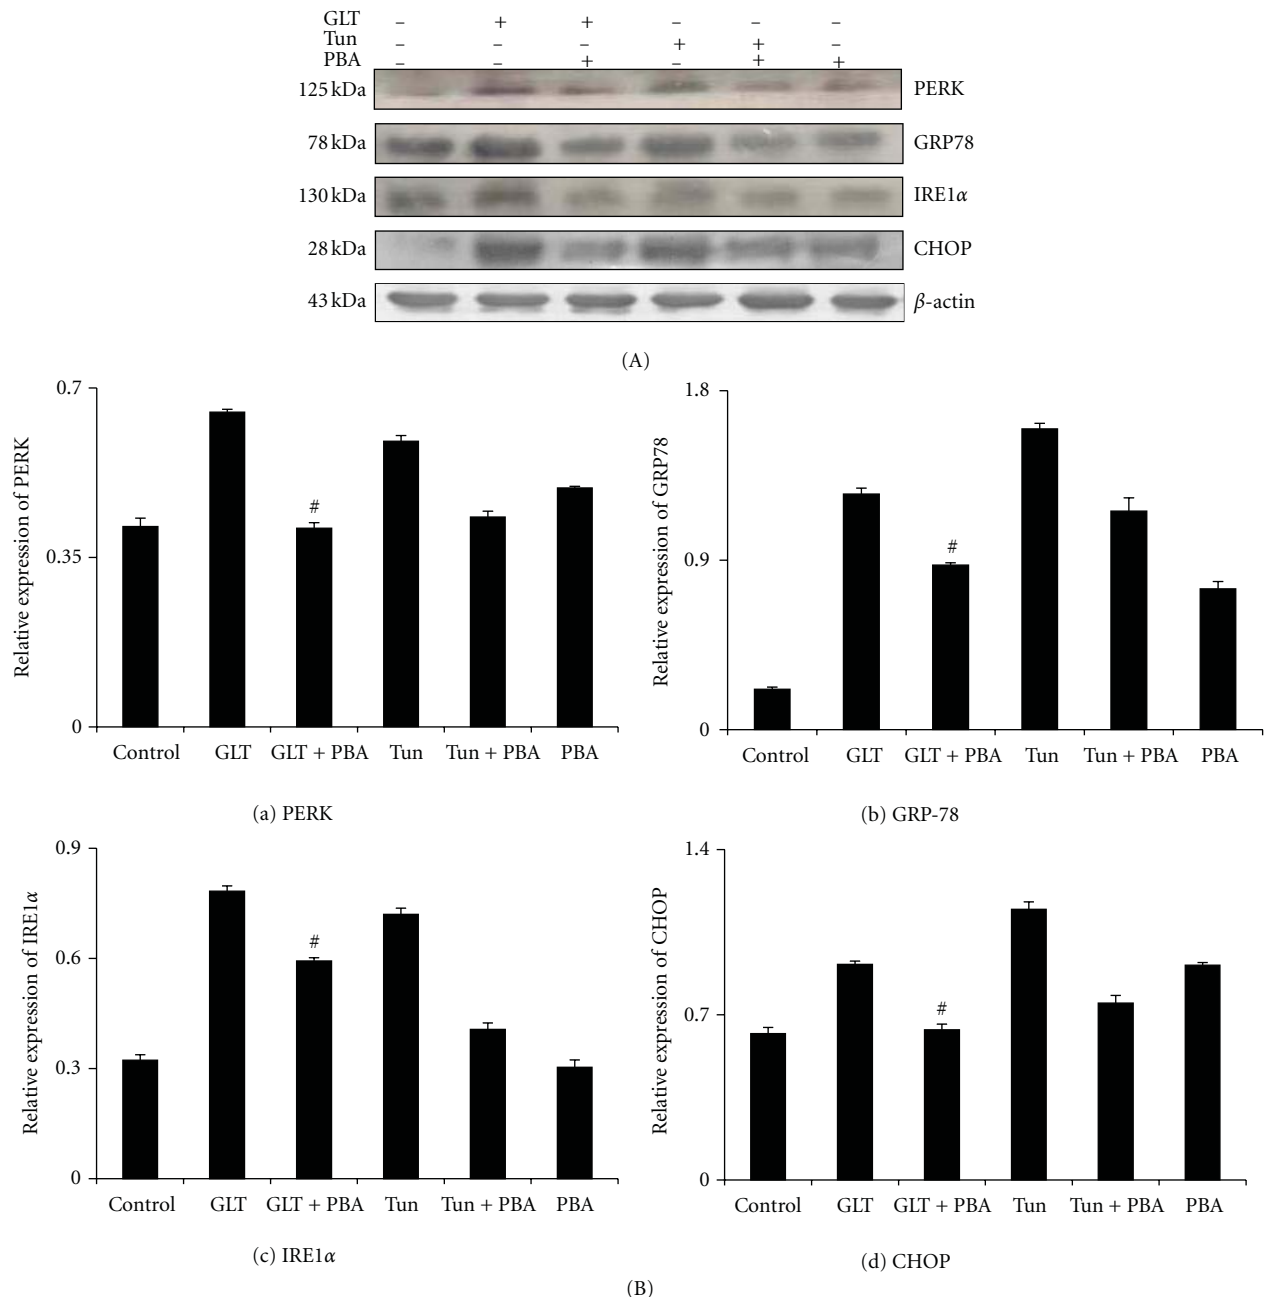 GLT – + + – – –
Tun – – – + + –
PBA – – + – + +
125 kDa PERK
78 kDa GRP78
130 kDa IRE1α
28 kDa CHOP
43 kDa β-actin
(A)
Relative expression of PERK
0.7
0.35
0
#
Control GLT GLT + PBA Tun Tun + PBA PBA
(a) PERK
Relative expression of GRP78
1.8
0.9
0
#
Control GLT GLT + PBA Tun Tun + PBA PBA
(b) GRP-78
Relative expression of IRE1α
0.9
0.6
0.3
0
#
Control GLT GLT + PBA Tun Tun + PBA PBA
(c) IRE1α
Relative expression of CHOP
1.4
0.7
0
#
Control GLT GLT + PBA Tun Tun + PBA PBA
(d) CHOP
(B)